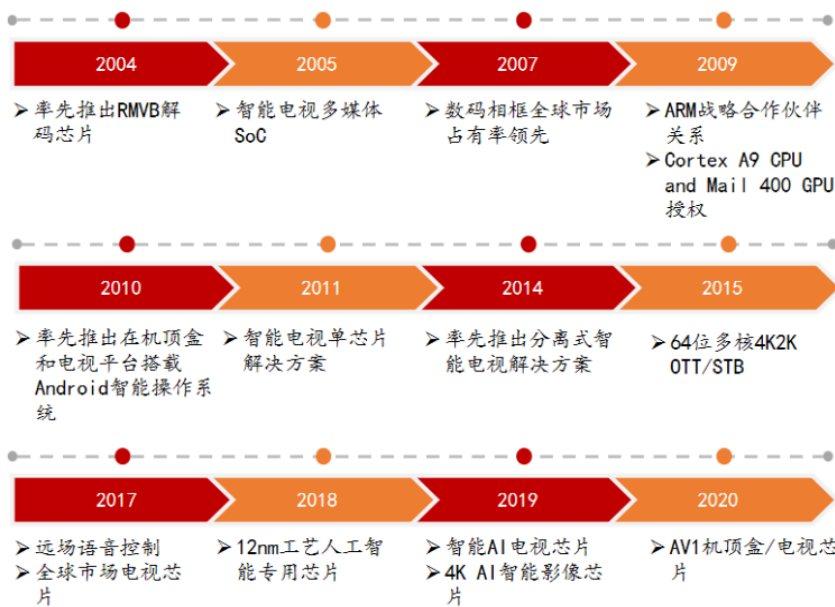 2004 2005 2007 2009
➢率先推出RMVB解
码芯片
➢智能电视多媒体
SoC
➢数码相框全球市场
占有率领先
➢ARM战略合作伙伴
关系
➢Cortex A9 CPU
and Mail 400 GPU
授权
2010 2011 2014 2015
➢率先推出在机顶盒
和电视平台搭载
Android智能操作系
统
➢智能电视单芯片
解决方案
➢率先推出分离式智
能电视解决方案
➢64位多核4K2K
OTT/STB
2017 2018 2019 2020
➢远场语音控制
➢全球市场电视芯
片
➢12nm工艺人工智
能专用芯片
➢智能AI电视芯片
➢4K AI智能影像芯
片
➢AV1机顶盒/电视芯
片